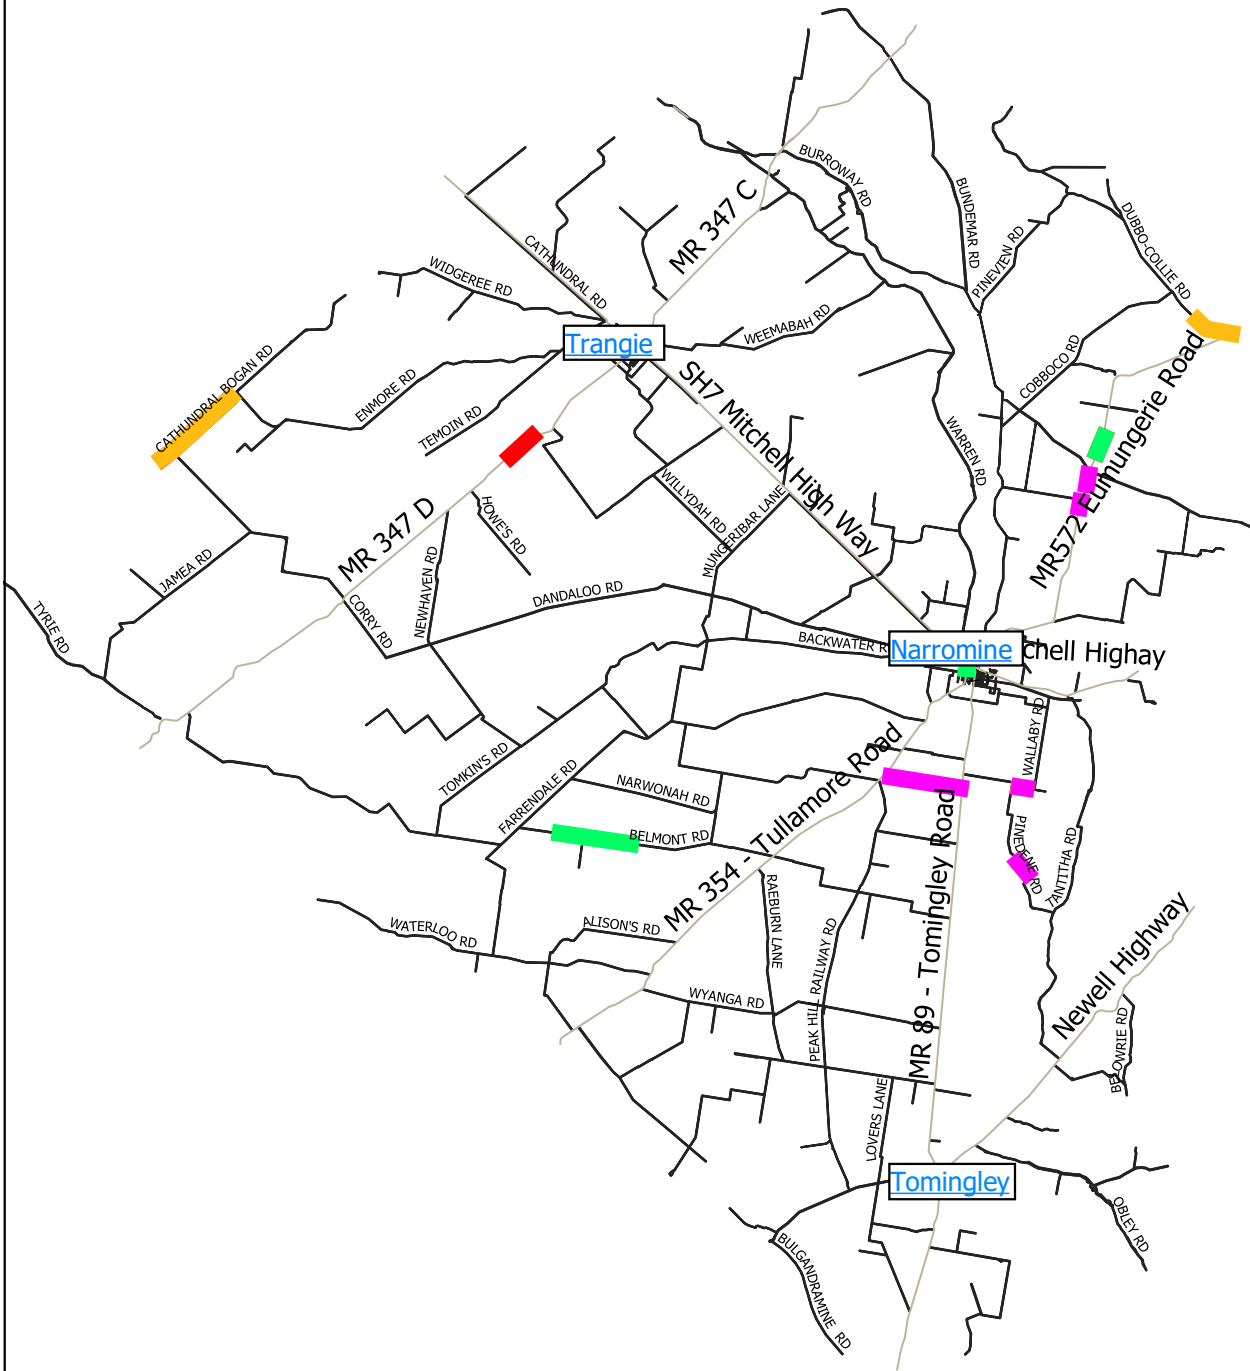 BURROWAY RD
BUNDEMAR RD
DUBBO-COLLIE RD
MR 347 C
PINEVIEW RD
CATHUNDRAL RD
WIDGEREE RD
WEEMABAH RD
Trangie
COBBOCO RD
CATHUNDRAL BOGAN RD
ENMORE RD
TEMOIN RD
SH7 Mitchell High Way
WARREN RD
MR572 Eumungerie Road
WILLYDAH RD
MUNGERIBAR LANE
HOWE'S RD
MR 347 D
JAMEA RD
NEWHAVEN RD
DANDALOO RD
TYRIE RD
CORRY RD
BACKWATER R
Narromine
chell Highay
WALLABY RD
TOMKIN'S RD
FARRENDALE RD
NARWONAH RD
BELMONT RD
MR 354 - Tullamore Road
MR 89 - Tomingley Road
PINEDENE RD
TANTITHA RD
RAEBURN LANE
WATERLOO RD
ALISON'S RD
PEAK HILL RAILWAY RD
WYANGA RD
Newell Highway
BELOWRIE RD
LOVERS LANE
Tomingley
OBLEY RD
BULGANDRAMINE RD